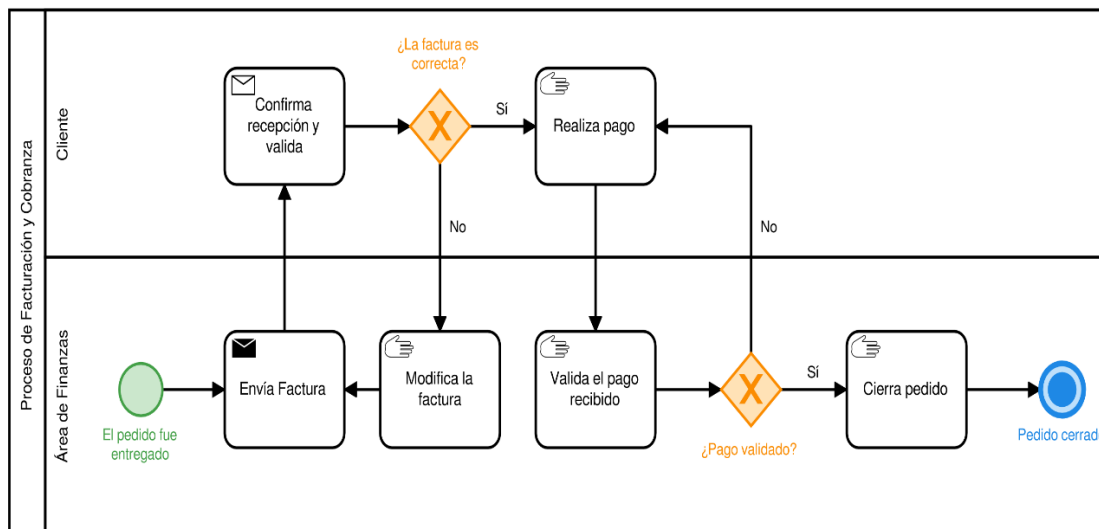 Proceso de Facturación y Cobranza
Cliente
¿La factura es
correcta?
Confirma
recepción y
valida
Sí
Realiza pago
No
No
Área de Finanzas
El pedido fue
entregado
Envía Factura
Modifica la
factura
Valida el pago
recibido
¿Pago validado?
Sí
Cierra pedido
Pedido cerrado